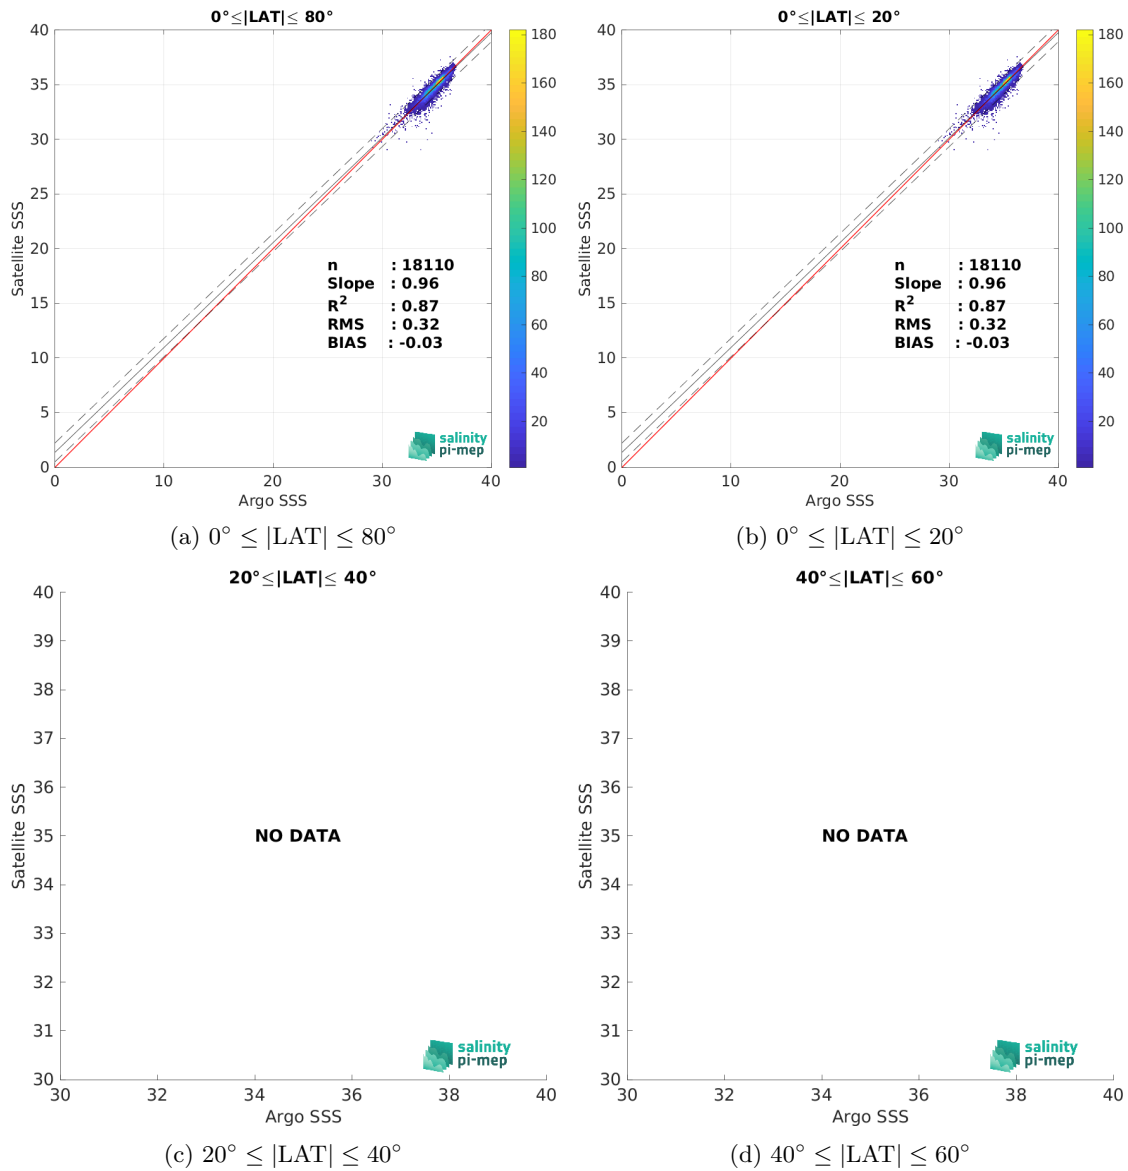 0°≤|LAT|≤ 80°
40
35
30
25
20
15
10
5
0
0
10
20
30
40
Satellite SSS
Argo SSS
n : 18110
Slope : 0.96
R² : 0.87
RMS : 0.32
BIAS : -0.03
salinity
pi-mep
180
160
140
120
100
80
60
40
20
(a) 0° ≤ |LAT| ≤ 80°
0°≤|LAT|≤ 20°
40
35
30
25
20
15
10
5
0
0
10
20
30
40
Satellite SSS
Argo SSS
n : 18110
Slope : 0.96
R² : 0.87
RMS : 0.32
BIAS : -0.03
salinity
pi-mep
180
160
140
120
100
80
60
40
20
(b) 0° ≤ |LAT| ≤ 20°
20°≤|LAT|≤ 40°
40
39
38
37
36
35
34
33
32
31
30
30
32
34
36
38
40
Satellite SSS
Argo SSS
NO DATA
salinity
pi-mep
(c) 20° ≤ |LAT| ≤ 40°
40°≤|LAT|≤ 60°
40
39
38
37
36
35
34
33
32
31
30
30
32
34
36
38
40
Satellite SSS
Argo SSS
NO DATA
salinity
pi-mep
(d) 40° ≤ |LAT| ≤ 60°